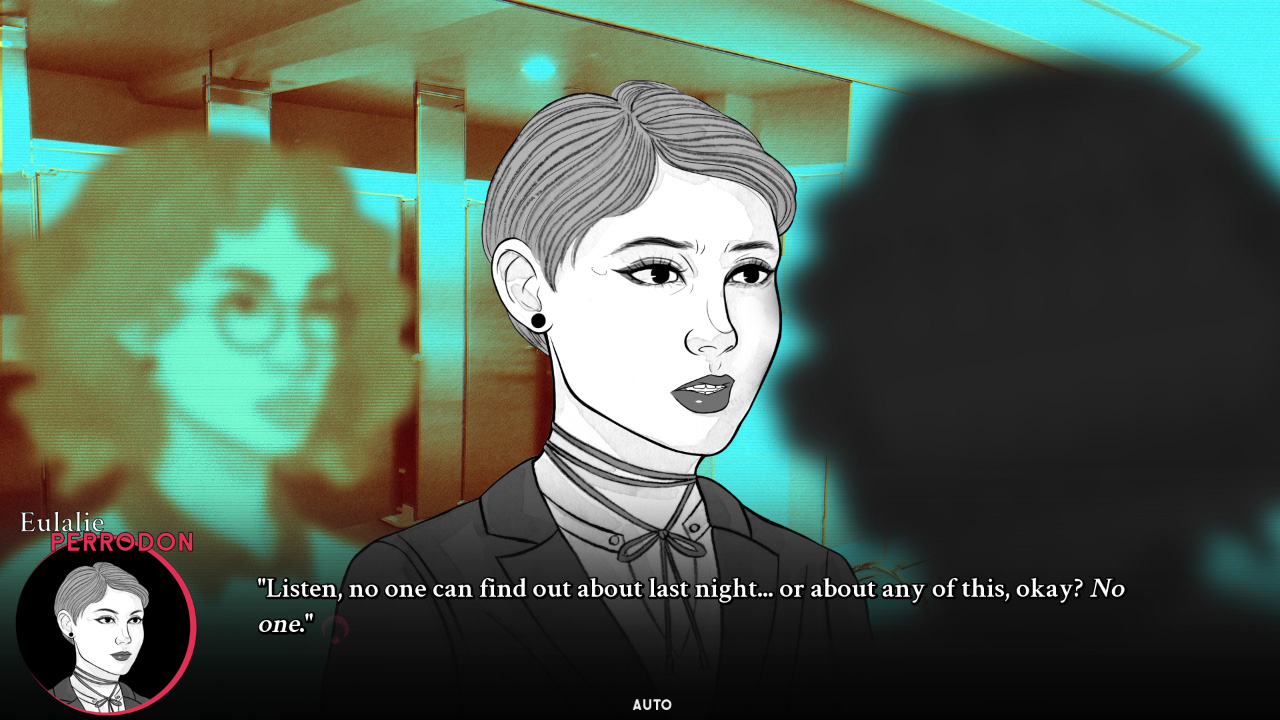 Eulalie
PERRODON
"Listen, no one can find out about last night... or about any of this, okay? No
one."
AUTO